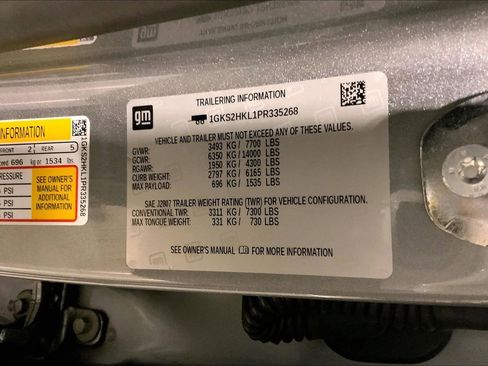 gm
TRAILERING INFORMATION
1GKS2HKL1PR335268
VEHICLE AND TRAILER MUST NOT EXCEED ANY OF THESE VALUES.
GVWR: 3493 KG / 7700 LBS
GCWR: 6350 KG / 14000 LBS
RGAWR: 1950 KG / 4300 LBS
CURB WEIGHT: 2797 KG / 6165 LBS
MAX PAYLOAD: 696 KG / 1535 LBS
SAE J2807 TRAILER WEIGHT RATING (TWR) FOR VEHICLE CONFIGURATION.
CONVENTIONAL TWR: 3311 KG / 7300 LBS
MAX TONGUE WEIGHT: 331 KG / 730 LBS
SEE OWNER'S MANUAL FOR MORE INFORMATION
INFORMATION
FRONT 2 REAR 5
696 kg or 1534 lbs.
PRESSURE
PSI
PSI
PSI
SEE OWNER'S
MANUAL FOR
ADDITIONAL
INFORMATION
1GKS2HKL1PR335268
gm